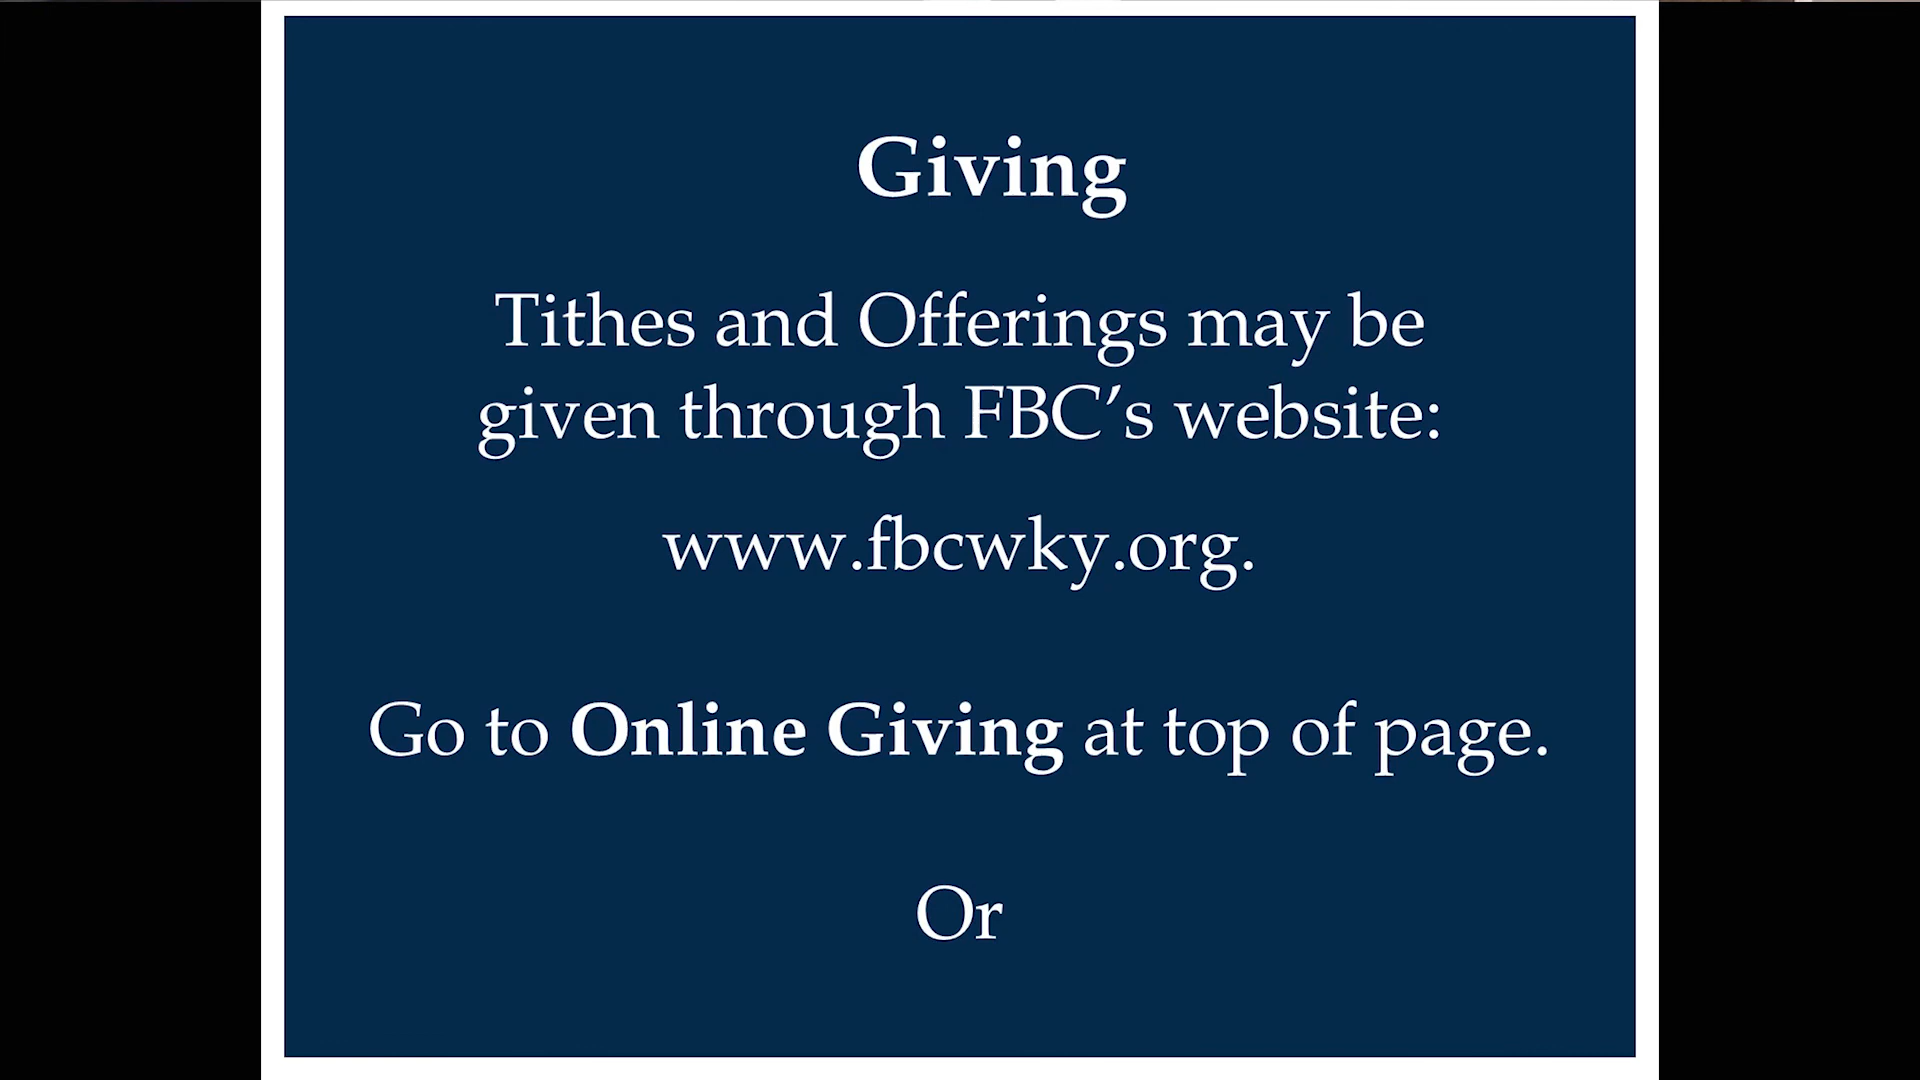 Giving
Tithes and Offerings may be
given through FBC’s website:
www.fbcwky.org.
Go to Online Giving at top of page.
Or